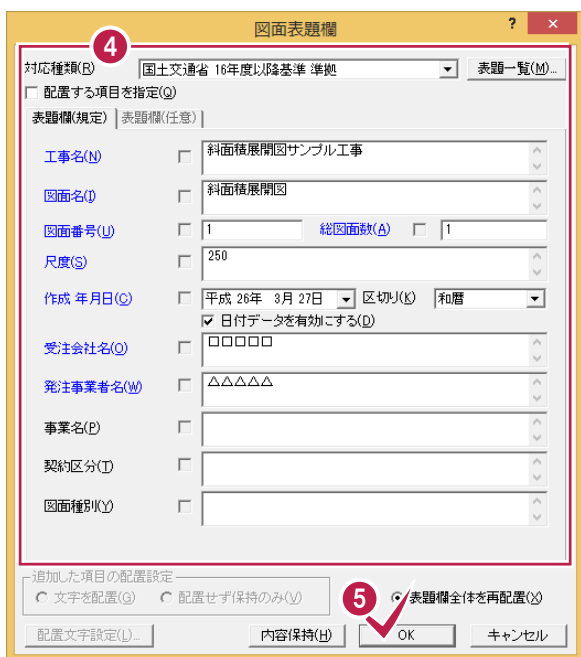 図面表題欄 ? ×
4
対応種類(R) 国土交通省 16年度以降基準 準拠 表題一覧(M)...
配置する項目を指定(Q)
表題欄(規定) 表題欄(任意)
工事名(N) 斜面積展開図サンプル工事
図面名(I) 斜面積展開図
図面番号(U) 1 総図面数(A) 1
尺度(S) 250
作成 年月日(C) 平成 26年 3月 27日 区切り(K) 和暦
日付データを有効にする(D)
受注会社名(O) □□□□□
発注事業者名(W) △△△△△
事業名(P)
契約区分(T)
図面種別(Y)
追加した項目の配置設定
文字を配置(G) 配置せず保持のみ(V) 5 表題欄全体を再配置(X)
配置文字設定(L)... 内容保持(H) OK キャンセル